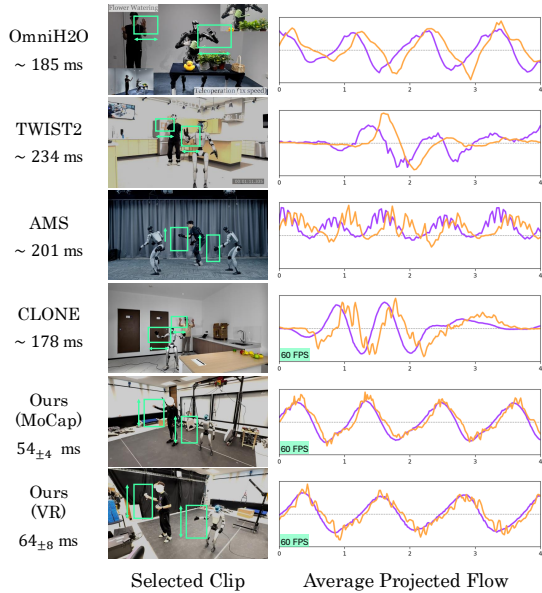 OmniH2O
~ 185 ms
Flower Watering
Teleoperation/1x speed
0 1 2 3 4
TWIST2
~ 234 ms
0 1 2 3 4
AMS
~ 201 ms
0 1 2 3 4
CLONE
~ 178 ms
60 FPS
0 1 2 3 4
Ours
(MoCap)
54±4 ms
60 FPS
0 1 2 3 4
Ours
(VR)
64±8 ms
60 FPS
0 1 2 3 4
Selected Clip
Average Projected Flow